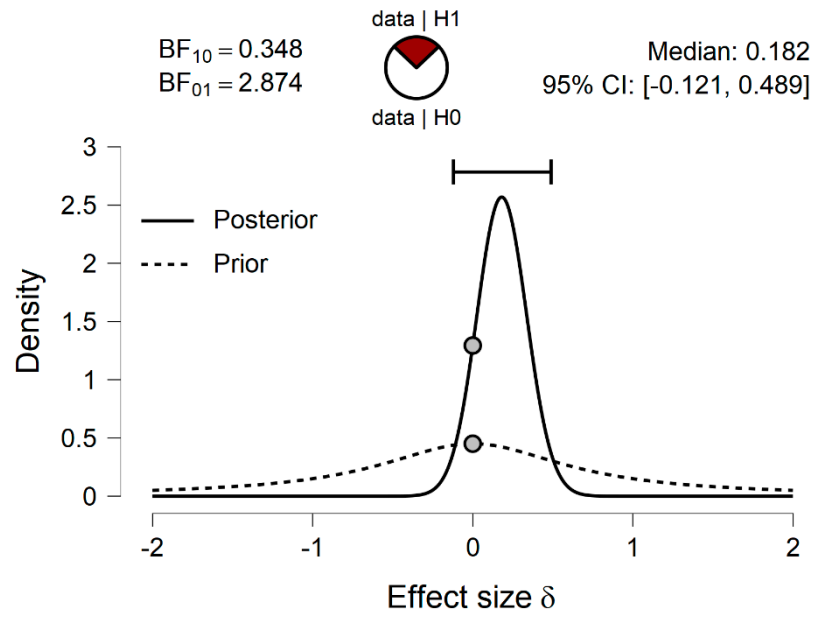 data | H1
BF₁₀ = 0.348
BF₀₁ = 2.874
Median: 0.182
95% CI: [-0.121, 0.489]
data | H0
3
2.5
2
1.5
1
0.5
0
Density
Posterior
Prior
-2 -1 0 1 2
Effect size δ